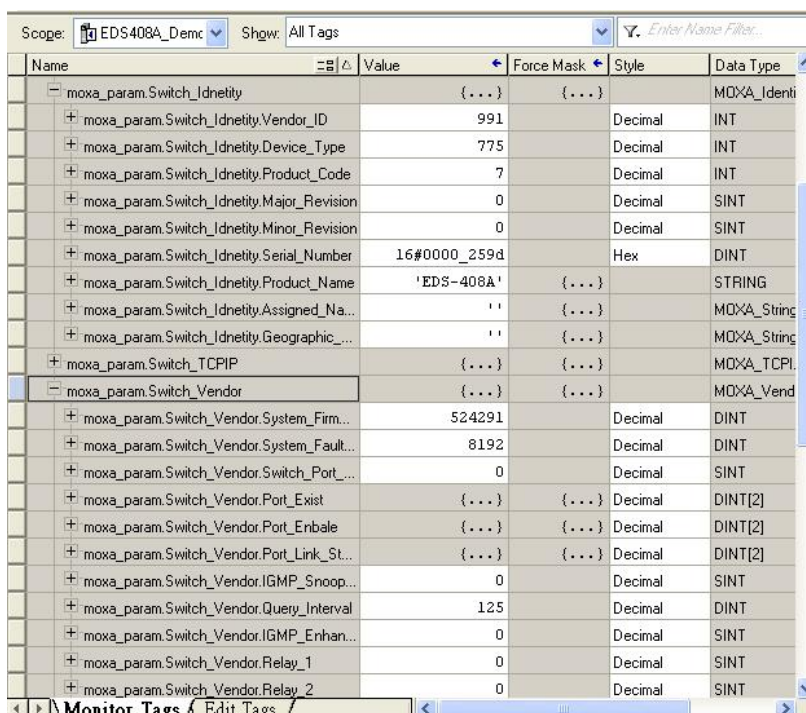 Scope: EDS408A_Demc Show: All Tags Enter Name Filter...
Name Value Force Mask Style Data Type
moxa_param.Switch_Idnetity {...} {...} MOXA_Identi
moxa_param.Switch_Idnetity.Vendor_ID 991 Decimal INT
moxa_param.Switch_Idnetity.Device_Type 775 Decimal INT
moxa_param.Switch_Idnetity.Product_Code 7 Decimal INT
moxa_param.Switch_Idnetity.Major_Revision 0 Decimal SINT
moxa_param.Switch_Idnetity.Minor_Revision 0 Decimal SINT
moxa_param.Switch_Idnetity.Serial_Number 16#0000_259d Hex DINT
moxa_param.Switch_Idnetity.Product_Name 'EDS-408A' {...} STRING
moxa_param.Switch_Idnetity.Assigned_Na... '' {...} MOXA_String
moxa_param.Switch_Idnetity.Geographic_... '' {...} MOXA_String
moxa_param.Switch_TCPIP {...} {...} MOXA_TCPI.
moxa_param.Switch_Vendor {...} {...} MOXA_Vend
moxa_param.Switch_Vendor.System_Firm... 524291 Decimal DINT
moxa_param.Switch_Vendor.System_Fault... 8192 Decimal DINT
moxa_param.Switch_Vendor.Switch_Port_... 0 Decimal SINT
moxa_param.Switch_Vendor.Port_Exist {...} {...} Decimal DINT[2]
moxa_param.Switch_Vendor.Port_Enbale {...} {...} Decimal DINT[2]
moxa_param.Switch_Vendor.Port_Link_St... {...} {...} Decimal DINT[2]
moxa_param.Switch_Vendor.IGMP_Snoop... 0 Decimal SINT
moxa_param.Switch_Vendor.Query_Interval 125 Decimal DINT
moxa_param.Switch_Vendor.IGMP_Enhan... 0 Decimal SINT
moxa_param.Switch_Vendor.Relay_1 0 Decimal SINT
moxa_param.Switch_Vendor.Relay_2 0 Decimal SINT
Monitor Tags Edit Tags